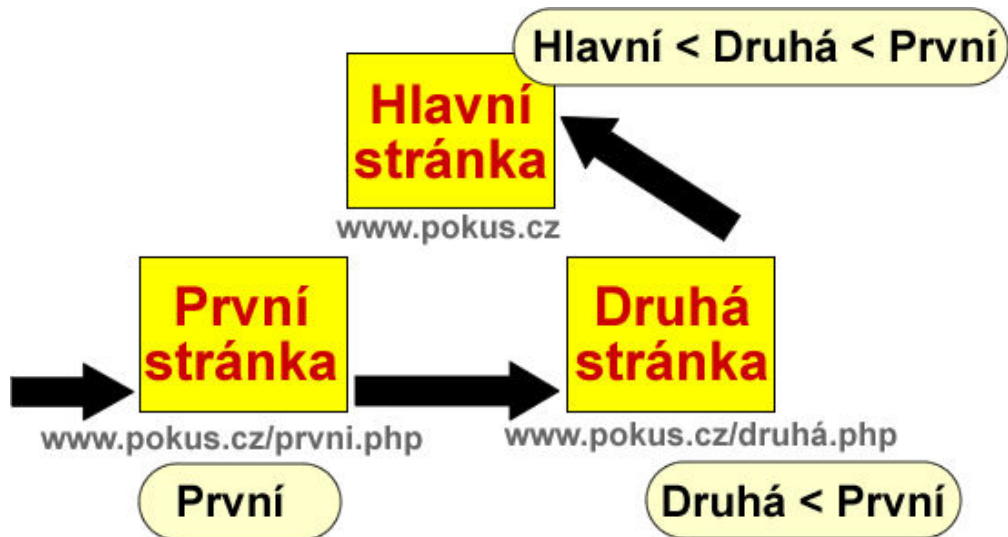 Hlavní < Druhá < První
Hlavní
stránka
www.pokus.cz
První
stránka
www.pokus.cz/prvni.php
První
Druhá
stránka
www.pokus.cz/druhá.php
Druhá < První